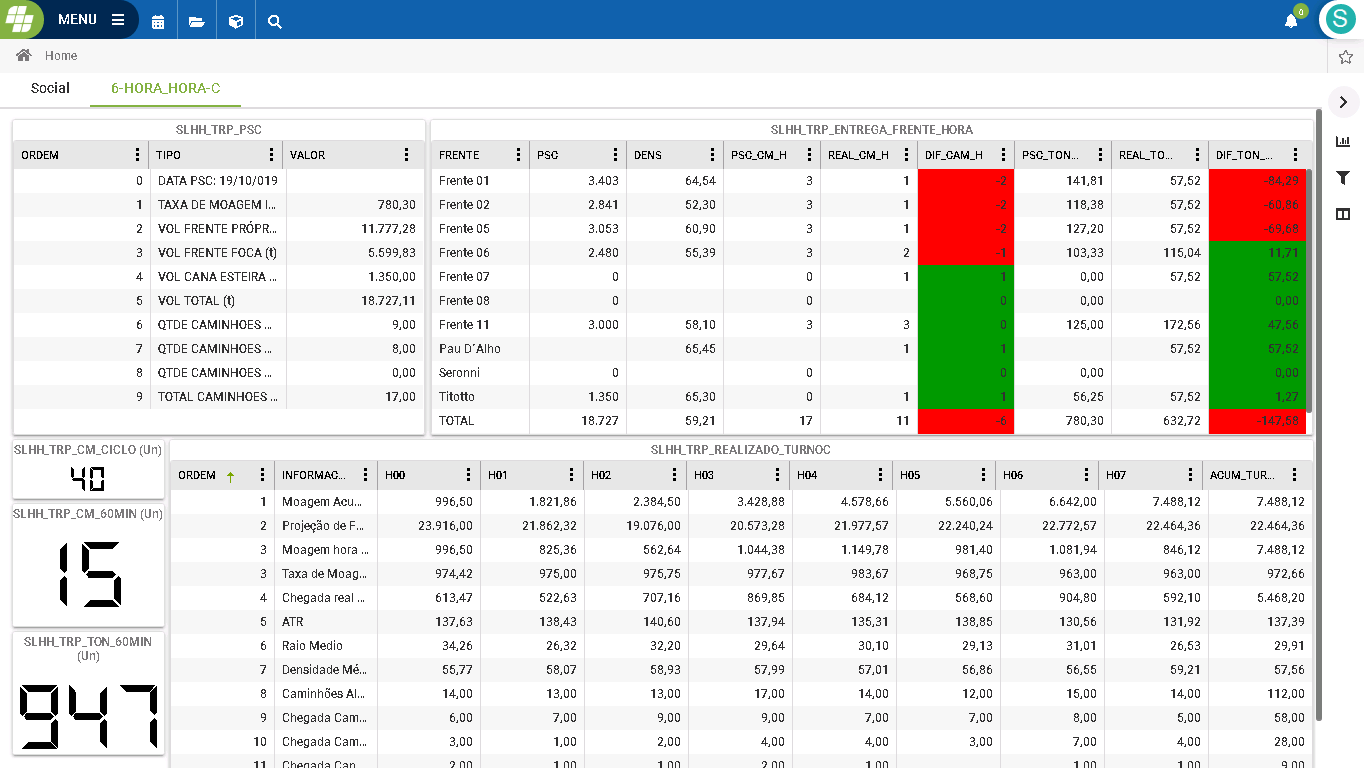 MENU
0
S
Home
Social 6-HORA_HORA-C
SLHH_TRP_PSC
ORDEM TIPO VALOR
0 DATA PSC: 19/10/019
1 TAXA DE MOAGEM I... 780,30
2 VOL FRENTE PRÓPR... 11.777,28
3 VOL FRENTE FOCA (t) 5.599,83
4 VOL CANA ESTEIRA ... 1.350,00
5 VOL TOTAL (t) 18.727,11
6 QTDE CAMINHOES ... 9,00
7 QTDE CAMINHOES ... 8,00
8 QTDE CAMINHOES ... 0,00
9 TOTAL CAMINHOES ... 17,00
SLHH_TRP_ENTREGA_FRENTE_HORA
FRENTE PSC DENS PSC_CM_H REAL_CM_H DIF_CAM_H PSC_TON... REAL_TO... DIF_TON_...
Frente 01 3.403 64,54 3 1 -2 141,81 57,52 -84,29
Frente 02 2.841 52,30 3 1 -2 118,38 57,52 -60,86
Frente 05 3.053 60,90 3 1 -2 127,20 57,52 -69,68
Frente 06 2.480 55,39 3 2 -1 103,33 115,04 11,71
Frente 07 0 0 1 1 0,00 57,52 57,52
Frente 08 0 0 0 0,00 0,00
Frente 11 3.000 58,10 3 3 0 125,00 172,56 47,56
Pau D´Alho 65,45 1 1 57,52 57,52
Seronni 0 0 0 0,00 0,00
Titotto 1.350 65,30 0 1 1 56,25 57,52 1,27
TOTAL 18.727 59,21 17 11 -6 780,30 632,72 -147,58
SLHH_TRP_CM_CICLO (Un)
40
SLHH_TRP_CM_60MIN (Un)
15
SLHH_TRP_TON_60MIN
(Un)
947
SLHH_TRP_REALIZADO_TURNOC
ORDEM INFORMAC... H00 H01 H02 H03 H04 H05 H06 H07 ACUM_TUR...
1 Moagem Acu... 996,50 1.821,86 2.384,50 3.428,88 4.578,66 5.560,06 6.642,00 7.488,12 7.488,12
2 Projeção de F... 23.916,00 21.862,32 19.076,00 20.573,28 21.977,57 22.240,24 22.772,57 22.464,36 22.464,36
3 Moagem hora ... 996,50 825,36 562,64 1.044,38 1.149,78 981,40 1.081,94 846,12 7.488,12
3 Taxa de Moag... 974,42 975,00 975,75 977,67 983,67 968,75 963,00 963,00 972,66
4 Chegada real ... 613,47 522,63 707,16 869,85 684,12 568,60 904,80 592,10 5.468,20
5 ATR 137,63 138,43 140,60 137,94 135,31 138,85 130,56 131,92 137,39
6 Raio Medio 34,26 26,32 32,20 29,64 30,10 29,13 31,01 26,53 29,91
7 Densidade Mé... 55,77 58,07 58,93 57,99 57,01 56,86 56,55 59,21 57,56
8 Caminhões Al... 14,00 13,00 13,00 17,00 14,00 12,00 15,00 14,00 112,00
9 Chegada Cam... 6,00 7,00 9,00 9,00 7,00 7,00 8,00 5,00 58,00
10 Chegada Cam... 3,00 1,00 2,00 4,00 4,00 3,00 7,00 4,00 28,00
11 Chegada Can... 2,00 1,00 1,00 2,00 1,00 1,00 1,00 9,00